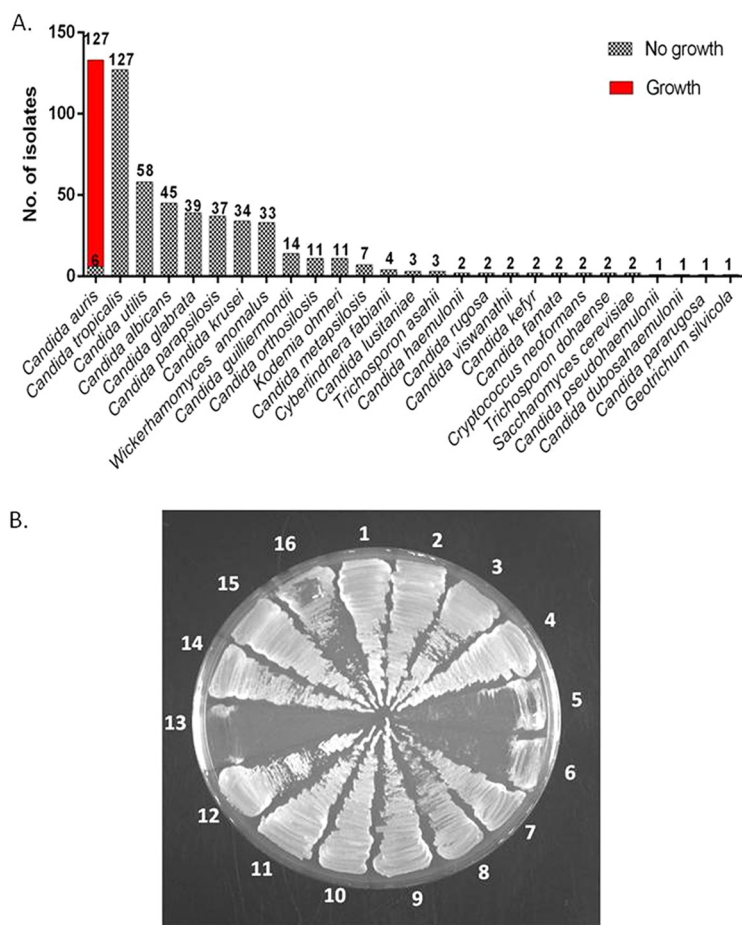 A.
150
100
50
0
No. of isolates
No growth
Growth
127
6
127
58
45
39
37
34
33
14
11
11
7
4
3
3
2
2
2
2
2
2
2
2
1
1
1
1
Candida auris
Candida tropicalis
Candida utilis
Candida albicans
Candida glabrata
Candida parapsilosis
Candida krusei
Wickerhamomyces anomalus
Candida guilliermondii
Candida orthosilosis
Kodemia ohmeri
Candida metapsilosis
Cyberlindnera fabianii
Candida lusitaniae
Trichosporon asahii
Candida haemulonii
Candida rugosa
Candida viswanathii
Candida kefyr
Candida famata
Cryptococcus neoformans
Trichosporon dohaense
Saccharomyces cerevisiae
Candida pseudohaemulonii
Candida dubosahaemulonii
Candida pararugosa
Geotrichum silvicola
B.
1
2
3
4
5
6
7
8
9
10
11
12
13
14
15
16